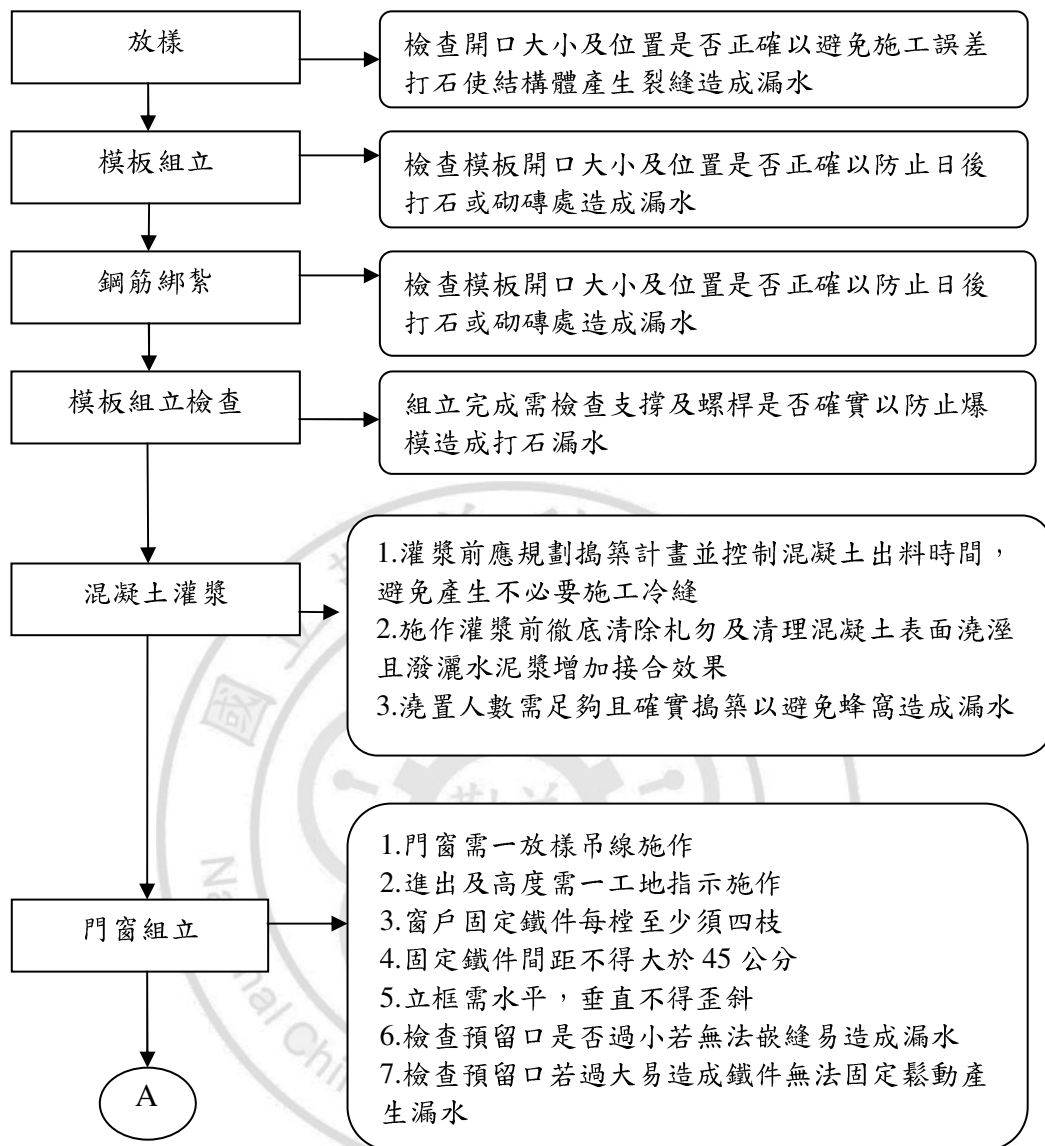 放樣
檢查開口大小及位置是否正確以避免施工誤差
打石使結構體產生裂縫造成漏水
模板組立
檢查模板開口大小及位置是否正確以防止日後
打石或砌磚處造成漏水
鋼筋綁紮
檢查模板開口大小及位置是否正確以防止日後
打石或砌磚處造成漏水
模板組立檢查
組立完成需檢查支撐及螺桿是否確實以防止爆
模造成打石漏水
混凝土灌漿
1.灌漿前應規劃搗築計畫並控制混凝土出料時間，
避免產生不必要施工冷縫
2.施作灌漿前徹底清除札勿及清理混凝土表面澆溼
且潑灑水泥漿增加接合效果
3.澆置人數需足夠且確實搗築以避免蜂窩造成漏水
門窗組立
1.門窗需一放樣吊線施作
2.進出及高度需一工地指示施作
3.窗戶固定鐵件每樘至少須四枝
4.固定鐵件間距不得大於 45 公分
5.立框需水平，垂直不得歪斜
6.檢查預留口是否過小若無法嵌縫易造成漏水
7.檢查預留口若過大易造成鐵件無法固定鬆動產
生漏水
A
國立
勤益